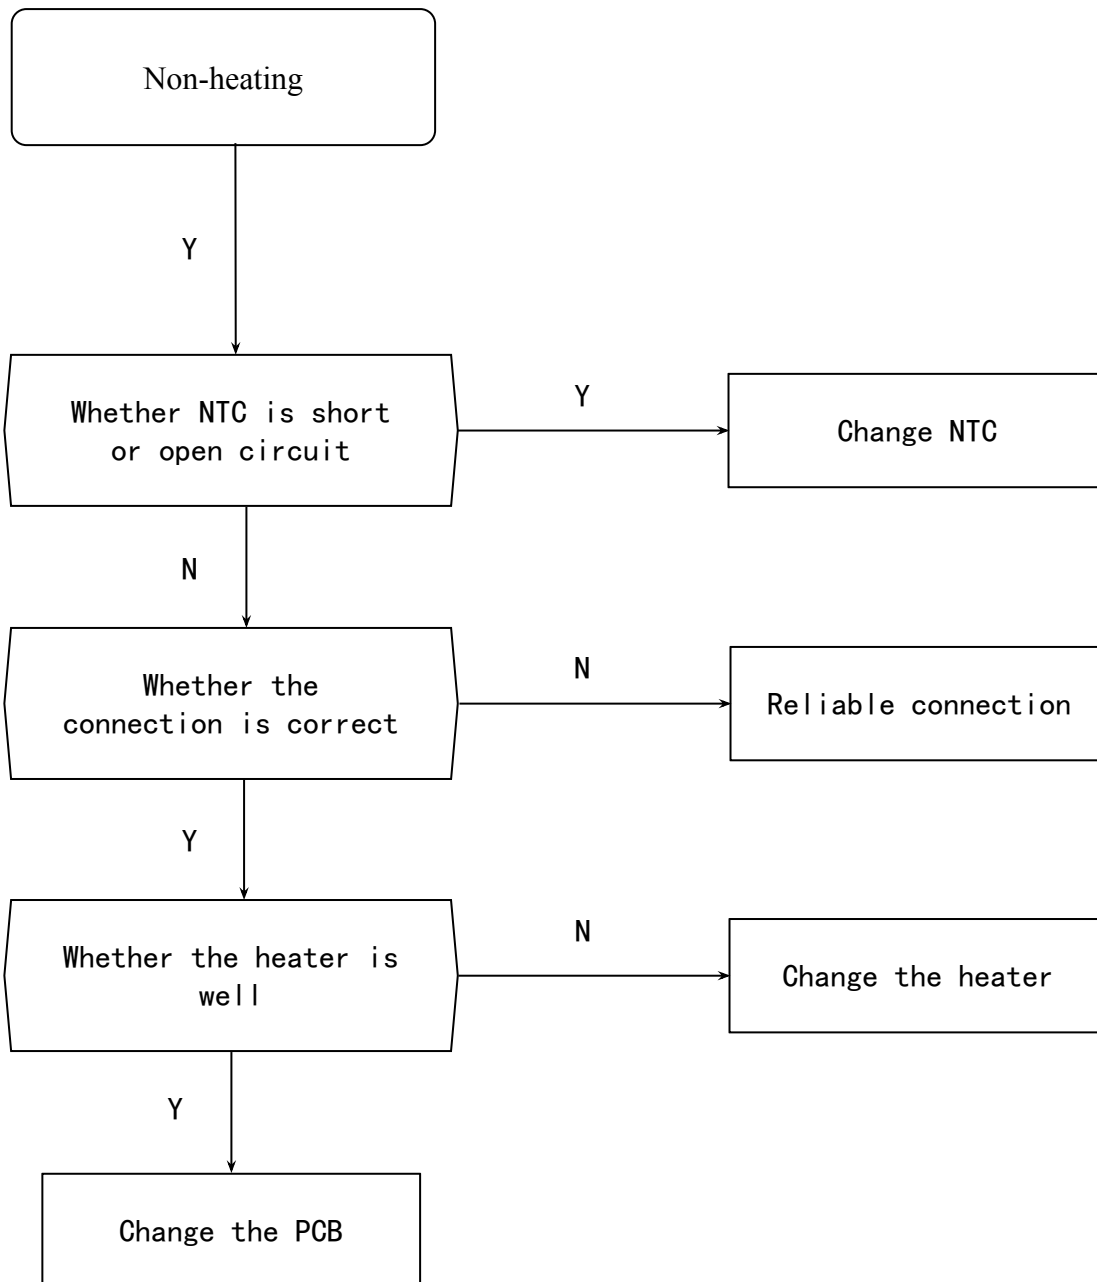 Non-heating
Y
Whether NTC is short
or open circuit
Y
Change NTC
N
Whether the
connection is correct
N
Reliable connection
Y
Whether the heater is
well
N
Change the heater
Y
Change the PCB